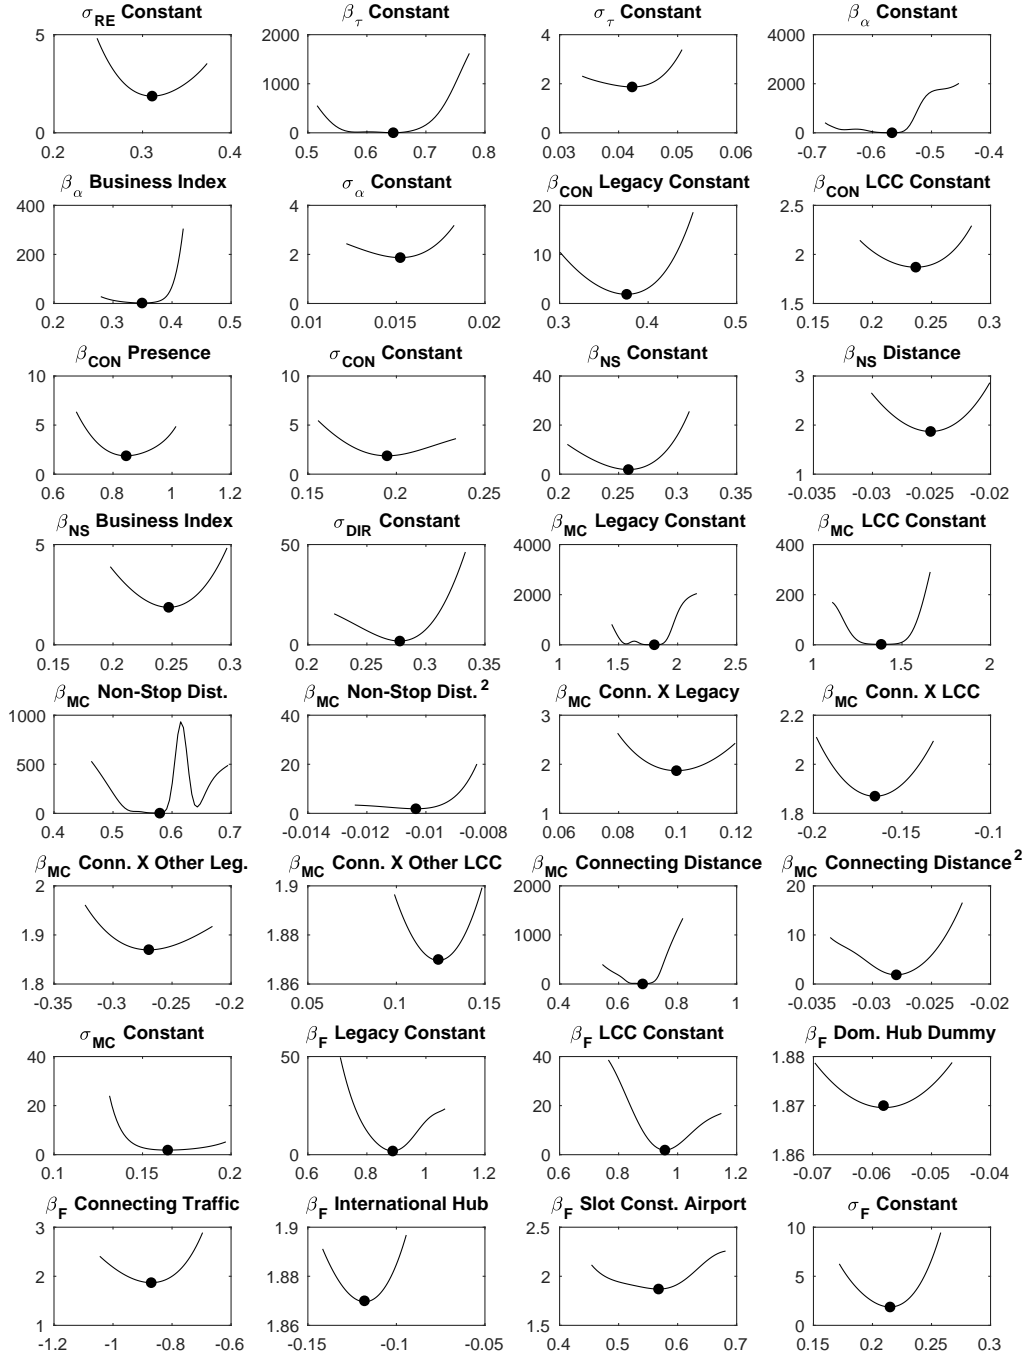 σ_RE Constant β_τ Constant σ_τ Constant β_α Constant
5 2000 4 4000
1000 2 2000
0 0 0 0
0.2 0.3 0.4 0.5 0.6 0.7 0.8 0.03 0.04 0.05 0.06 -0.7 -0.6 -0.5 -0.4
β_α Business Index σ_α Constant β_CON Legacy Constant β_CON LCC Constant
400 4 20 2.5
200 2 10 2
0 0 0 1.5
0.1 0.2 0.3 0.4 0.5 0.01 0.015 0.02 0.3 0.4 0.5 0.15 0.2 0.25 0.3
β_CON Presence σ_CON Constant β_NS Constant β_NS Distance
10 10 40 3
5 5 20 2
0 0 0 1
0.6 0.8 1 1.2 0.15 0.2 0.25 0.2 0.25 0.3 0.35 -0.035 -0.03 -0.025 -0.02
β_NS Business Index σ_DIR Constant β_MC Legacy Constant β_MC LCC Constant
5 50 4000 400
2000 200
0 0 0 0
0.15 0.2 0.25 0.3 0.2 0.25 0.3 0.35 1 1.5 2 2.5 1 1.5 2
β_MC Non-Stop Dist. β_MC Non-Stop Dist.² β_MC Conn. X Legacy β_MC Conn. X LCC
1000 40 3 2.2
500 20 2 2
0 0 1 1.8
0.4 0.5 0.6 0.7 -0.014 -0.012 -0.01 -0.008 0.06 0.08 0.1 0.12 -0.2 -0.15 -0.1
β_MC Conn. X Other Leg. β_MC Conn. X Other LCC β_MC Connecting Distance β_MC Connecting Distance²
2 1.9 2000 20
1.9 1.88 1000 10
1.8 1.86 0 0
-0.35 -0.3 -0.25 -0.2 0.05 0.1 0.15 0.4 0.6 0.8 1 -0.035 -0.03 -0.025 -0.02
σ_MC Constant β_F Legacy Constant β_F LCC Constant β_F Dom. Hub Dummy
40 50 40 1.88
20 20 1.87
0 0 0 1.86
0.1 0.15 0.2 0.6 0.8 1 1.2 0.6 0.8 1 1.2 -0.07 -0.06 -0.05 -0.04
β_F Connecting Traffic β_F International Hub β_F Slot Const. Airport σ_F Constant
3 1.9 2.5 10
2 1.88 2 5
1 1.86 1.5 0
-1.2 -1 -0.8 -0.6 -0.15 -0.1 -0.05 0.4 0.5 0.6 0.7 0.15 0.2 0.25 0.3